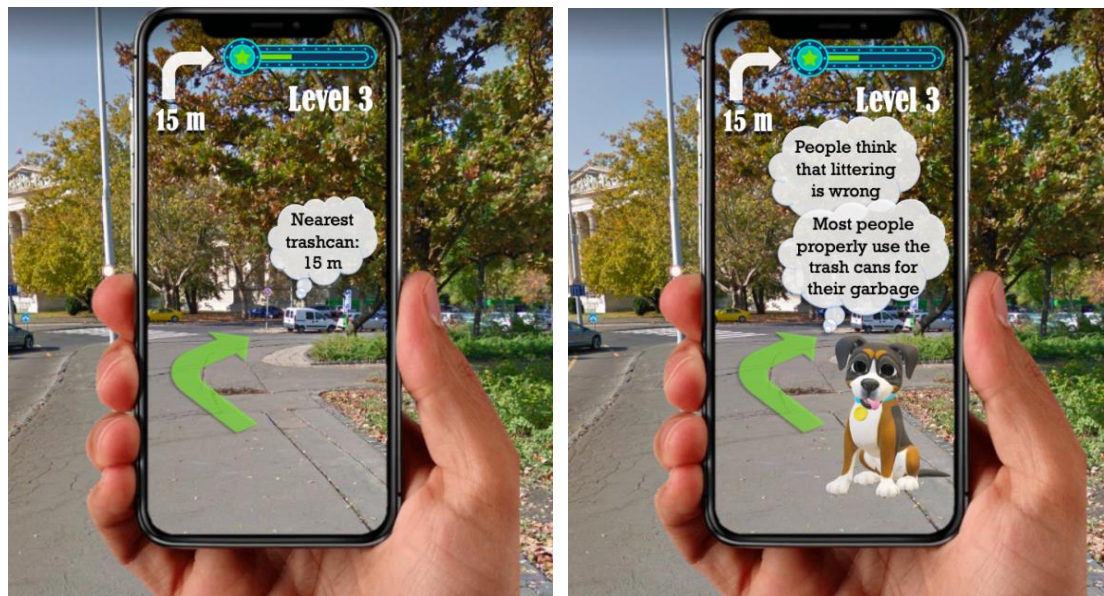 Level 3
15 m
Nearest
trashcan:
15 m
Level 3
15 m
People think
that littering
is wrong
Most people
properly use the
trash cans for
their garbage